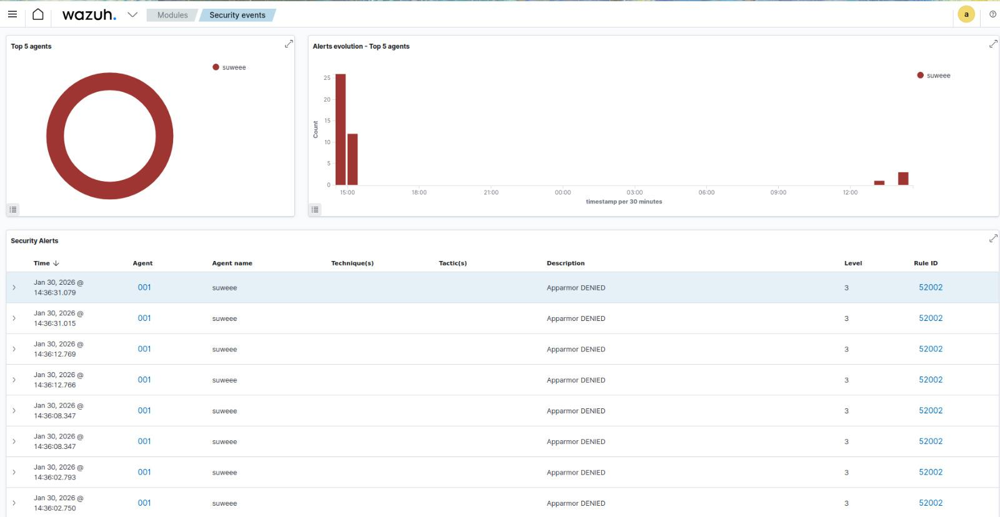 wazuh. Modules Security events a
Top 5 agents
suweee
Alerts evolution - Top 5 agents
suweee
25
20
15
10
5
0
Count
15:00 18:00 21:00 00:00 03:00 06:00 09:00 12:00
timestamp per 30 minutes
Security Alerts
Time Agent Agent name Technique(s) Tactic(s) Description Level Rule ID
Jan 30, 2026 @
14:36:31.079
001 suweee Apparmor DENIED 3 52002
Jan 30, 2026 @
14:36:31.015
001 suweee Apparmor DENIED 3 52002
Jan 30, 2026 @
14:36:12.769
001 suweee Apparmor DENIED 3 52002
Jan 30, 2026 @
14:36:12.766
001 suweee Apparmor DENIED 3 52002
Jan 30, 2026 @
14:36:08.347
001 suweee Apparmor DENIED 3 52002
Jan 30, 2026 @
14:36:08.347
001 suweee Apparmor DENIED 3 52002
Jan 30, 2026 @
14:36:02.793
001 suweee Apparmor DENIED 3 52002
Jan 30, 2026 @
14:36:02.750
001 suweee Apparmor DENIED 3 52002